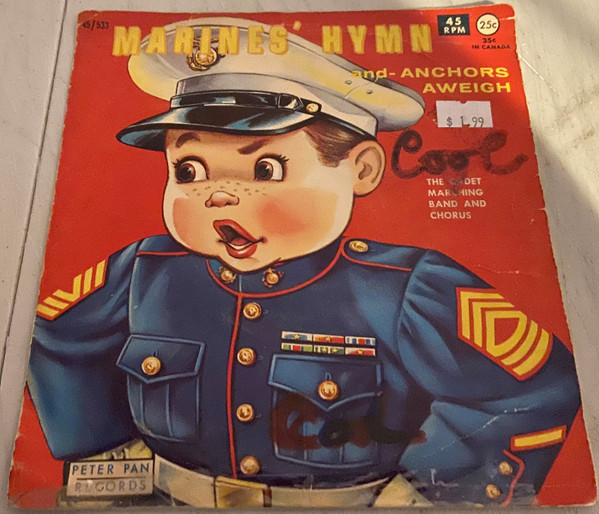 45/533
MARINES' HYMN
45
RPM
25¢
35¢
IN CANADA
and- ANCHORS
AWEIGH
$ 1.99
Cool
THE CADET
MARCHING
BAND AND
CHORUS
PETER PAN
RECORDS